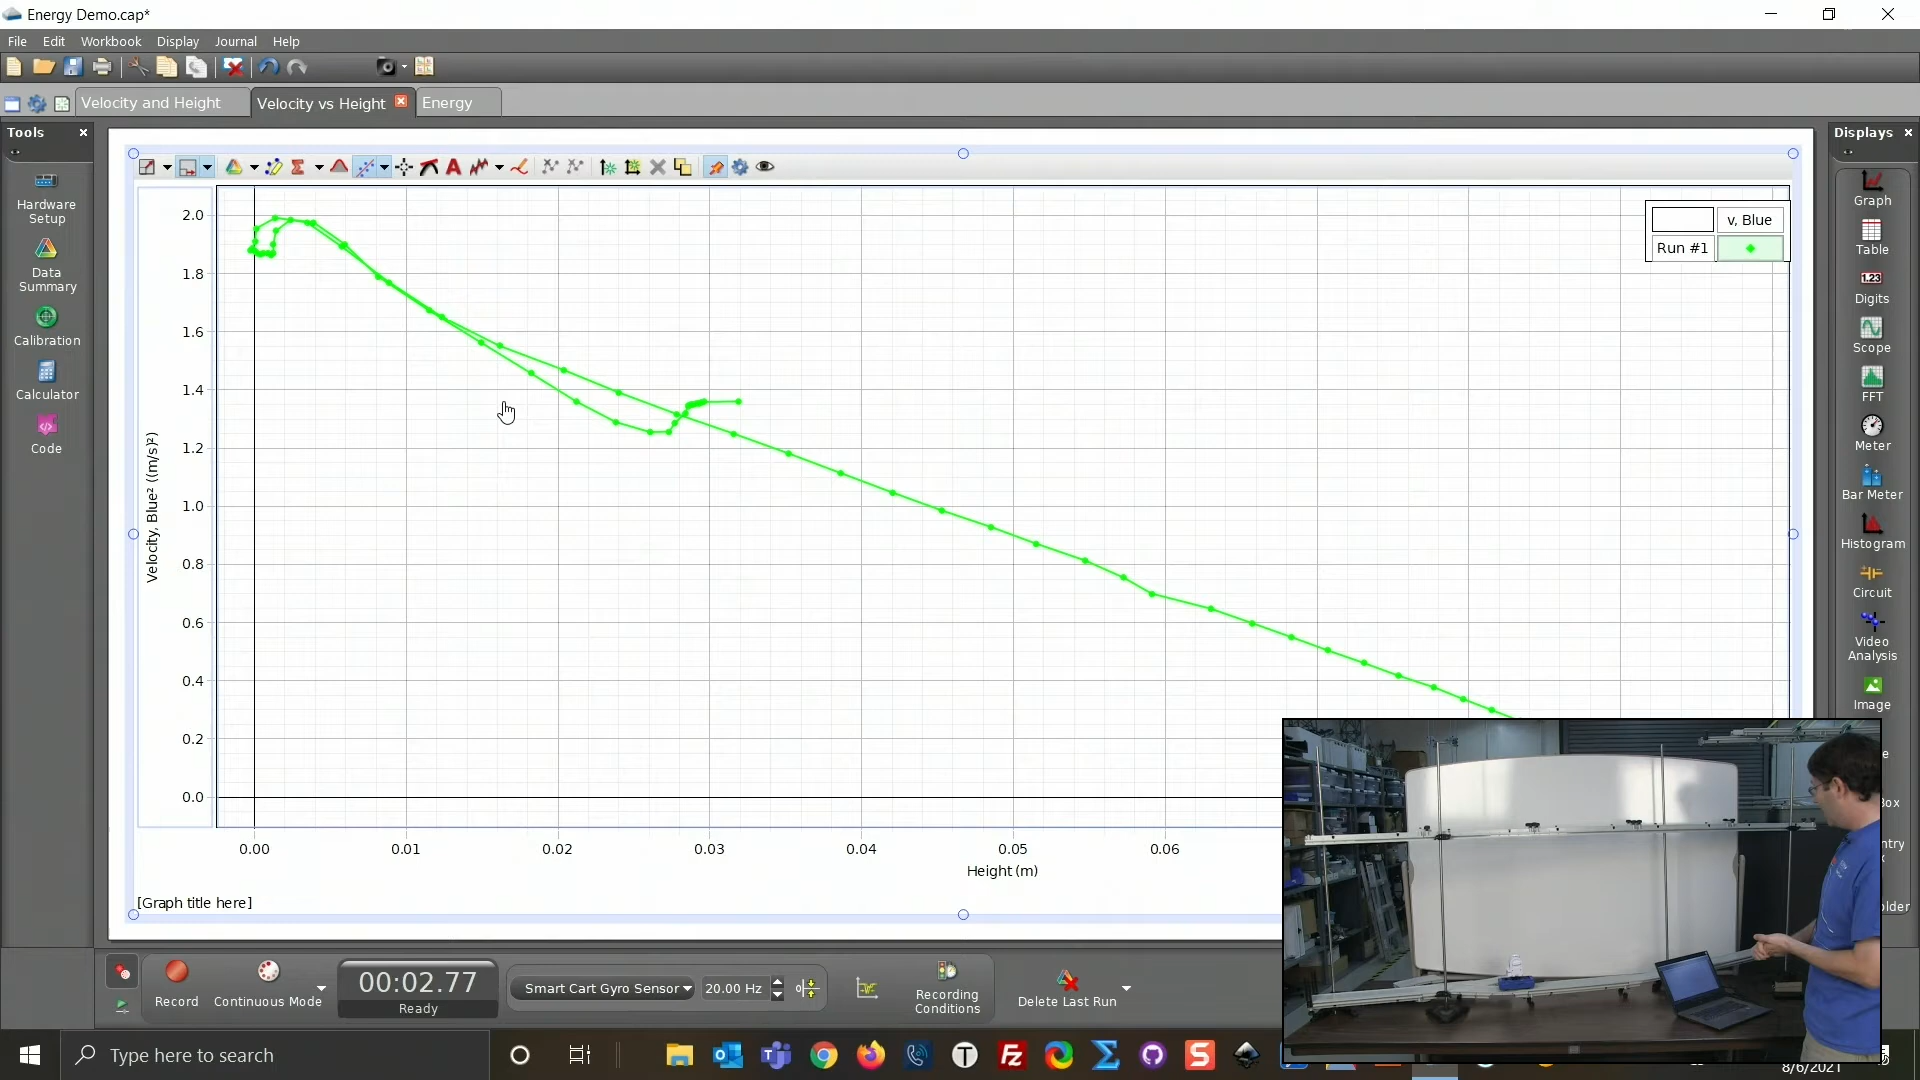 Energy Demo.cap*
File Edit Workbook Display Journal Help
Velocity and Height Velocity vs Height Energy
Tools
Displays
Hardware
Setup
Data
Summary
Calibration
Calculator
Code
v, Blue
Run #1
2.0
1.8
1.6
1.4
1.2
1.0
0.8
0.6
0.4
0.2
0.0
Velocity, Blue² ((m/s)²)
0.00 0.01 0.02 0.03 0.04 0.05 0.06
Height (m)
[Graph title here]
Graph
Table
1.23
Digits
Scope
FFT
Meter
Bar Meter
Histogram
Circuit
Video
Analysis
Image
Record
Continuous Mode
00:02.77
Ready
Smart Cart Gyro Sensor
20.00 Hz
Recording
Conditions
Delete Last Run
Type here to search
8/6/2021